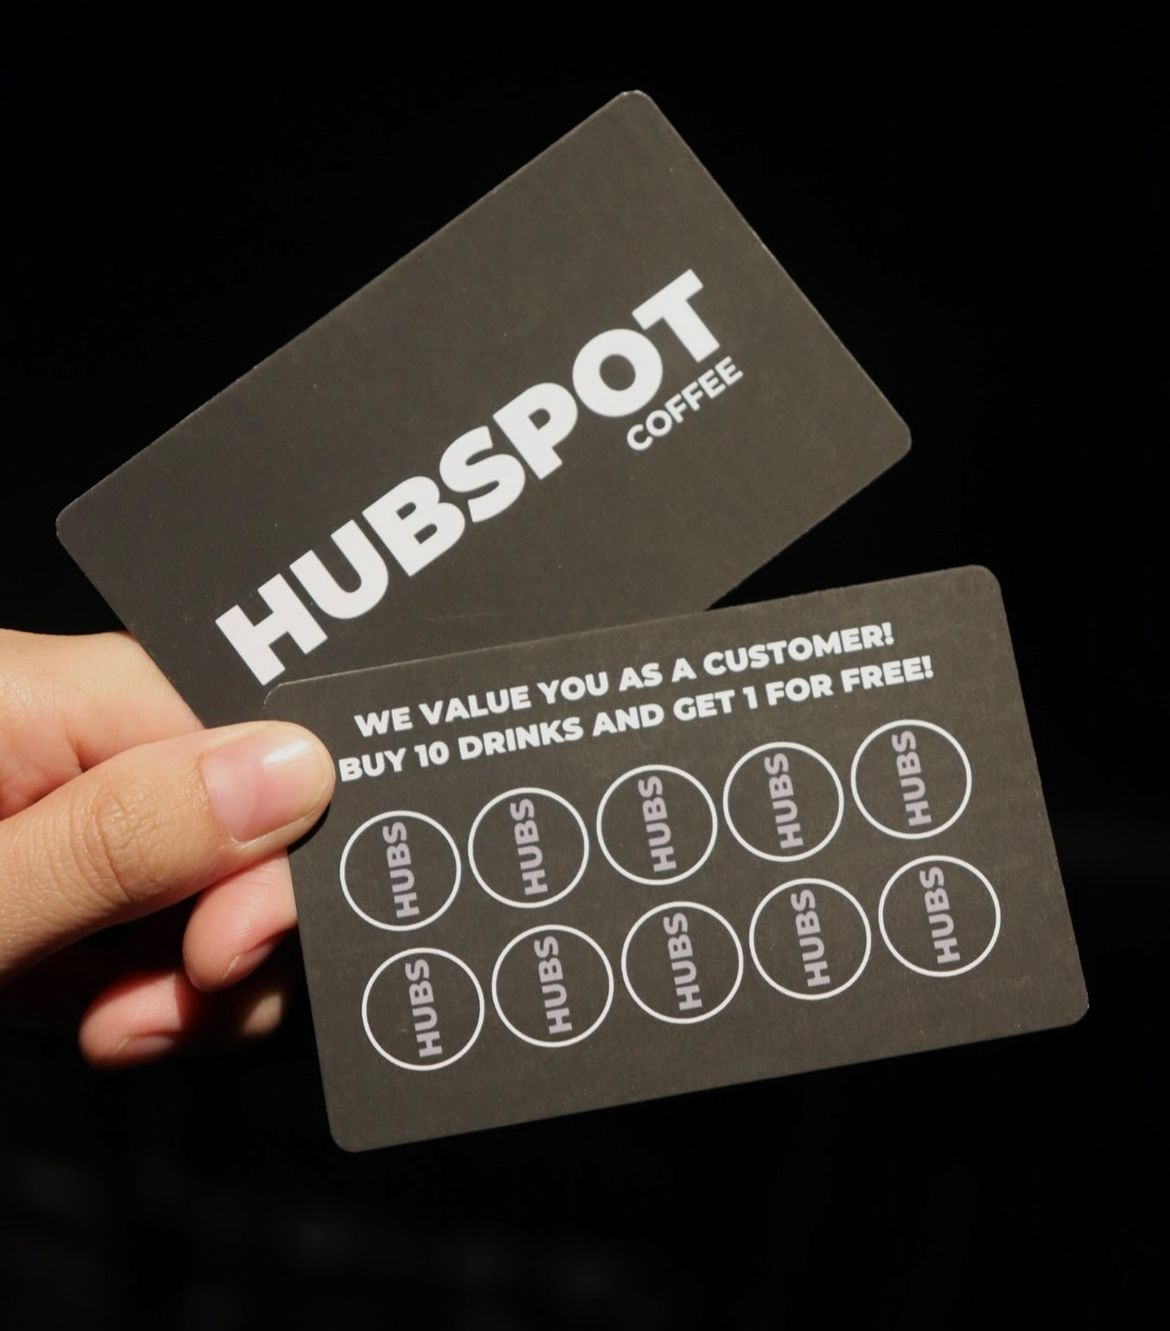 HUBSPOT
COFFEE
WE VALUE YOU AS A CUSTOMER!
BUY 10 DRINKS AND GET 1 FOR FREE!
HUBS HUBS HUBS HUBS HUBS
HUBS HUBS HUBS HUBS HUBS